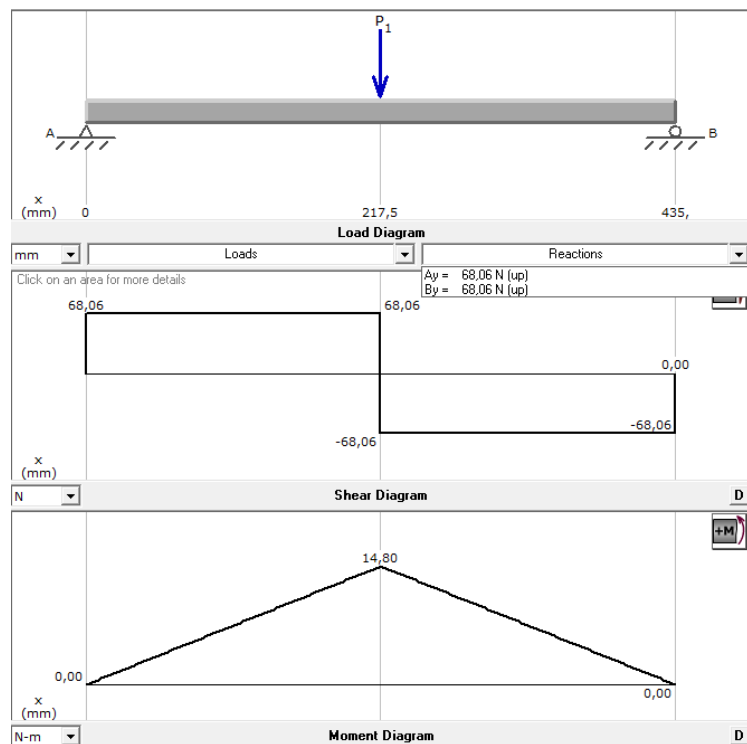 P1
A
B
x
(mm)
0
217,5
435,
Load Diagram
mm
Loads
Reactions
Click on an area for more details
Ay = 68,06 N (up)
By = 68,06 N (up)
68,06
68,06
0,00
-68,06
-68,06
x
(mm)
N
Shear Diagram
D
+M
14,80
0,00
0,00
x
(mm)
N-m
Moment Diagram
D